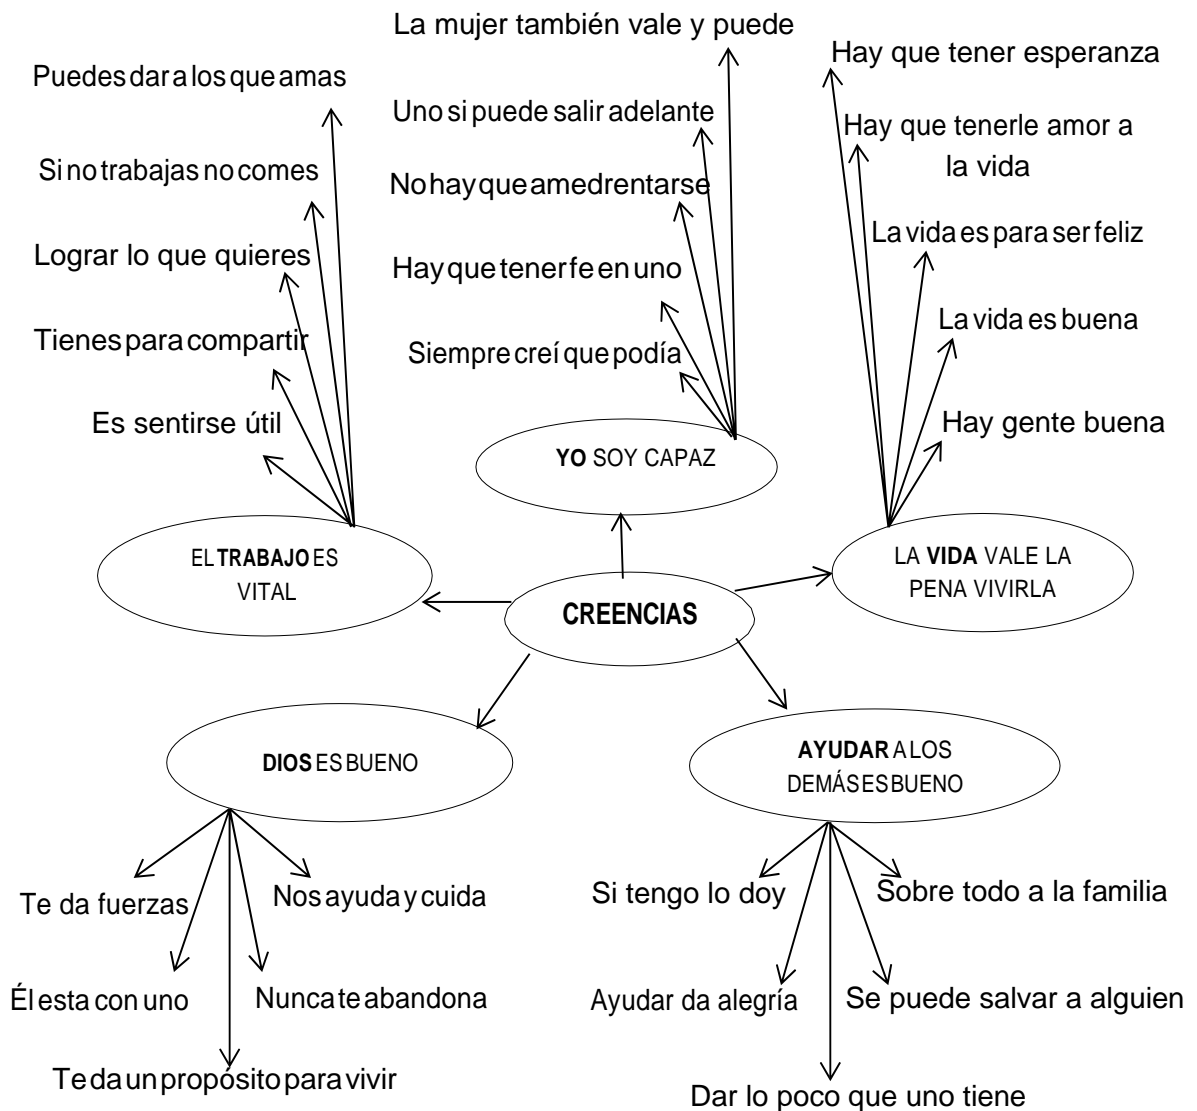 La mujer también vale y puede
Hay que tener esperanza
Puedes dar a los que amas
Uno si puede salir adelante
Hay que tenerle amor a
la vida
Si no trabajas no comes
No hay que amedrentarse
La vida es para ser feliz
Lograr lo que quieres
Hay que tener fe en uno
La vida es buena
Tienes para compartir
Siempre creí que podía
Es sentirse útil
Hay gente buena
YO SOY CAPAZ
EL TRABAJO ES
VITAL
LA VIDA VALE LA
PENA VIVIRLA
CREENCIAS
DIOS ES BUENO
AYUDAR A LOS
DEMÁS ES BUENO
Te da fuerzas
Nos ayuda y cuida
Si tengo lo doy
Sobre todo a la familia
Él esta con uno
Nunca te abandona
Ayudar da alegría
Se puede salvar a alguien
Te da un propósito para vivir
Dar lo poco que uno tiene